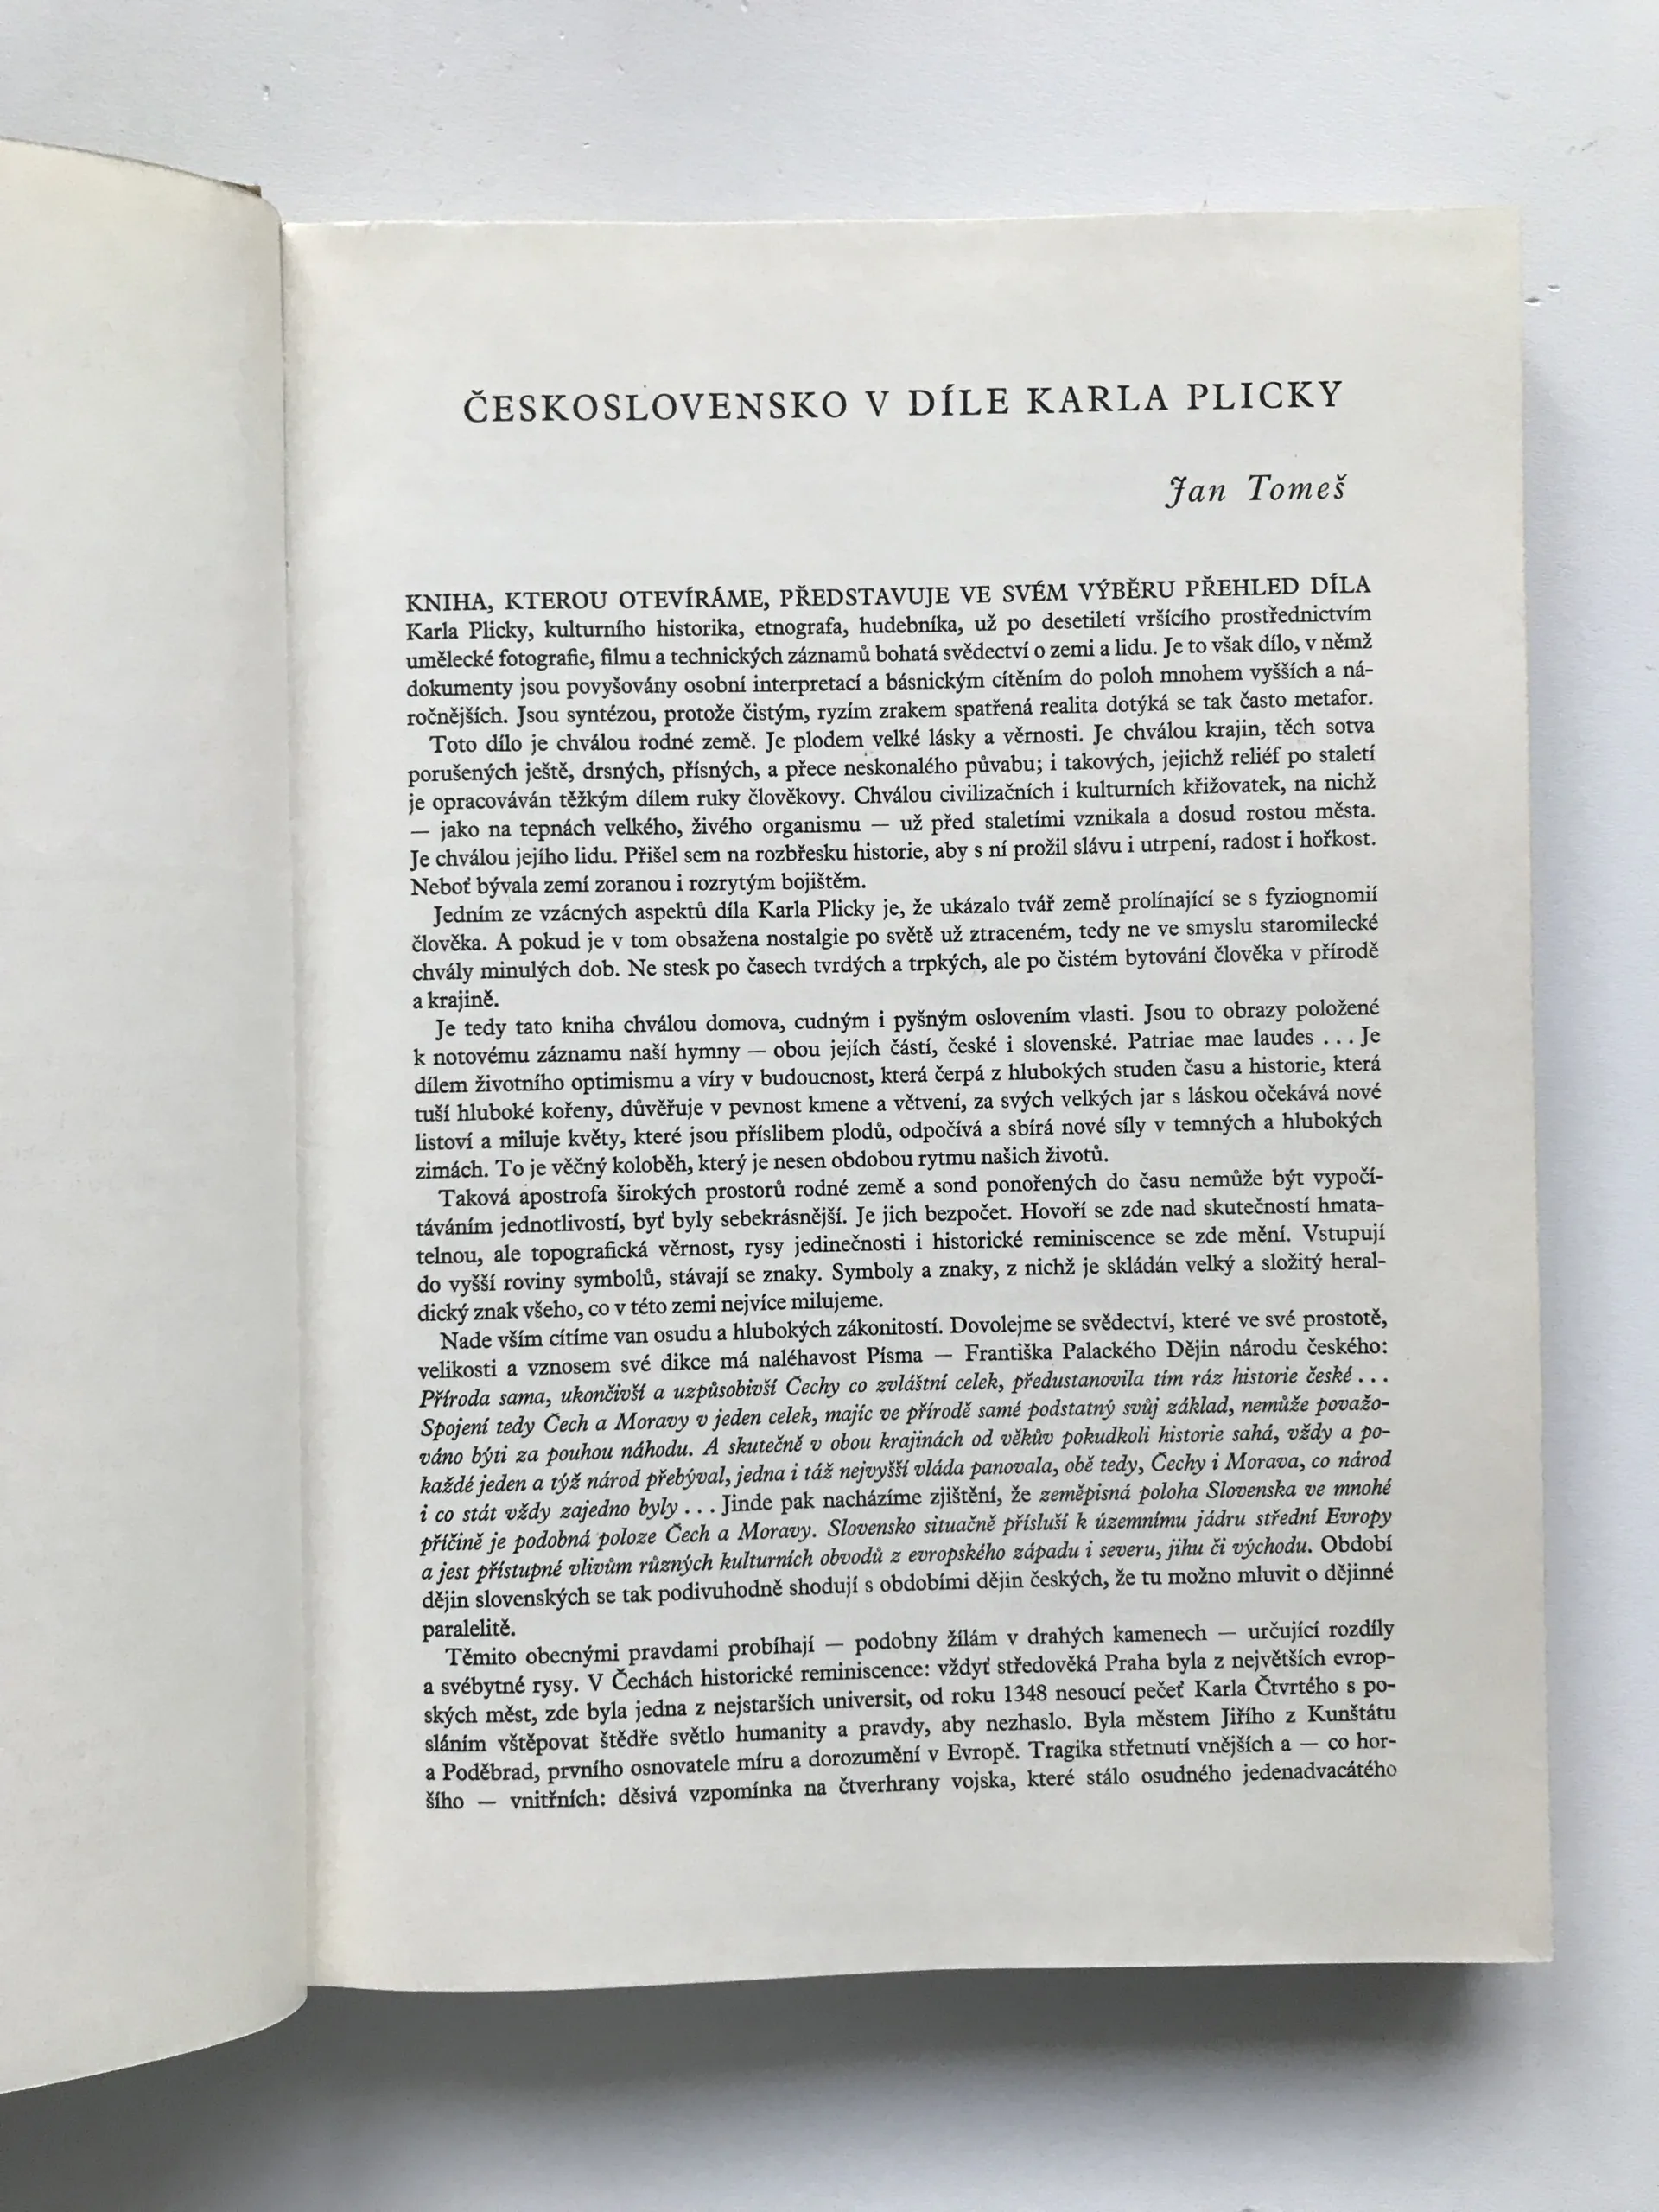 ČESKOSLOVENSKO V DÍLE KARLA PLICKY
Jan Tomeš
KNIHA, KTEROU OTEVÍRÁME, PŘEDSTAVUJE VE SVÉM VÝBĚRU PŘEHLED DÍLA
Karla Plicky, kulturního historika, etnografa, hudebníka, už po desetiletí vršícího prostřednictvím
umělecké fotografie, filmu a technických záznamů bohatá svědectví o zemi a lidu. Je to však dílo, v němž
dokumenty jsou povyšovány osobní interpretací a básnickým cítěním do poloh mnohem vyšších a ná-
ročnějších. Jsou syntézou, protože čistým, ryzím zrakem spatřená realita dotýká se tak často metafor.
Toto dílo je chválou rodné země. Je plodem velké lásky a věrnosti. Je chválou krajin, těch sotva
porušených ještě, drsných, přísných, a přece neskonalého půvabu; i takových, jejichž reliéf po staletí
je opracováván těžkým dílem ruky člověkovy. Chválou civilizačních i kulturních křižovatek, na nichž
— jako na tepnách velkého, živého organismu — už před staletími vznikala a dosud rostou města.
Je chválou jejího lidu. Přišel sem na rozbřesku historie, aby s ní prožil slávu i utrpení, radost i hořkost.
Neboť bývala zemí zoranou i rozrytým bojištěm.
Jedním ze vzácných aspektů díla Karla Plicky je, že ukázalo tvář země prolínající se s fyziognomií
člověka. A pokud je v tom obsažena nostalgie po světě už ztraceném, tedy ne ve smyslu staromilecké
chvály minulých dob. Ne stesk po časech tvrdých a trpkých, ale po čistém bytování člověka v přírodě
a krajině.
Je tedy tato kniha chválou domova, cudným i pyšným oslovením vlasti. Jsou to obrazy položené
k notovému záznamu naší hymny — obou jejích částí, české i slovenské. Patriae mae laudes ... Je
dílem životního optimismu a víry v budoucnost, která čerpá z hlubokých studen času a historie, která
tuší hluboké kořeny, důvěřuje v pevnost kmene a větvení, za svých velkých jar s láskou očekává nové
listoví a miluje květy, které jsou příslibem plodů, odpočívá a sbírá nové síly v temných a hlubokých
zimách. To je věčný koloběh, který je nesen obdobou rytmu našich životů.
Taková apostrofa širokých prostorů rodné země a sond ponořených do času nemůže být vypočí-
táváním jednotlivostí, byť byly sebekrásnější. Je jich bezpočet. Hovoří se zde nad skutečností hmata-
telnou, ale topografická věrnost, rysy jedinečnosti i historické reminiscence se zde mění. Vstupují
do vyšší roviny symbolů, stávají se znaky. Symboly a znaky, z nichž je skládán velký a složitý heral-
dický znak všeho, co v této zemi nejvíce milujeme.
Nade vším cítíme van osudu a hlubokých zákonitostí. Dovolejme se svědectví, které ve své prostotě,
velikosti a vznosem své dikce má naléhavost Písma — Františka Palackého Dějin národu českého:
Příroda sama, ukončivší a uzpůsobivší Čechy co zvláštní celek, předustanovila tím ráz historie české ...
Spojení tedy Čech a Moravy v jeden celek, majíc ve přírodě samé podstatný svůj základ, nemůže považo-
váno býti za pouhou náhodu. A skutečně v obou krajinách od věkův pokudkoli historie sahá, vždy a po-
každé jeden a týž národ přebýval, jedna i táž nejvyšší vláda panovala, obě tedy, Čechy i Morava, co národ
i co stát vždy zajedno byly ... Jinde pak nacházíme zjištění, že zeměpisná poloha Slovenska ve mnohé
příčině je podobná poloze Čech a Moravy. Slovensko situačně přísluší k územnímu jádru střední Evropy
a jest přístupné vlivům různých kulturních obvodů z evropského západu i severu, jihu či východu. Období
dějin slovenských se tak podivuhodně shodují s obdobími dějin českých, že tu možno mluvit o dějinné
paralelitě.
Těmito obecnými pravdami probíhají — podobny žílám v drahých kamenech — určující rozdíly
a svébytné rysy. V Čechách historické reminiscence: vždyť středověká Praha byla z největších evrop-
ských měst, zde byla jedna z nejstarších universit, od roku 1348 nesoucí pečeť Karla Čtvrtého s po-
sláním vštěpovat štědře světlo humanity a pravdy, aby nezhaslo. Byla městem Jiřího z Kunštátu
a Poděbrad, prvního osnovatele míru a dorozumění v Evropě. Tragika střetnutí vnějších a — co hor-
šího — vnitřních: děsivá vzpomínka na čtverhrany vojska, které stálo osudného jedenadvacátého